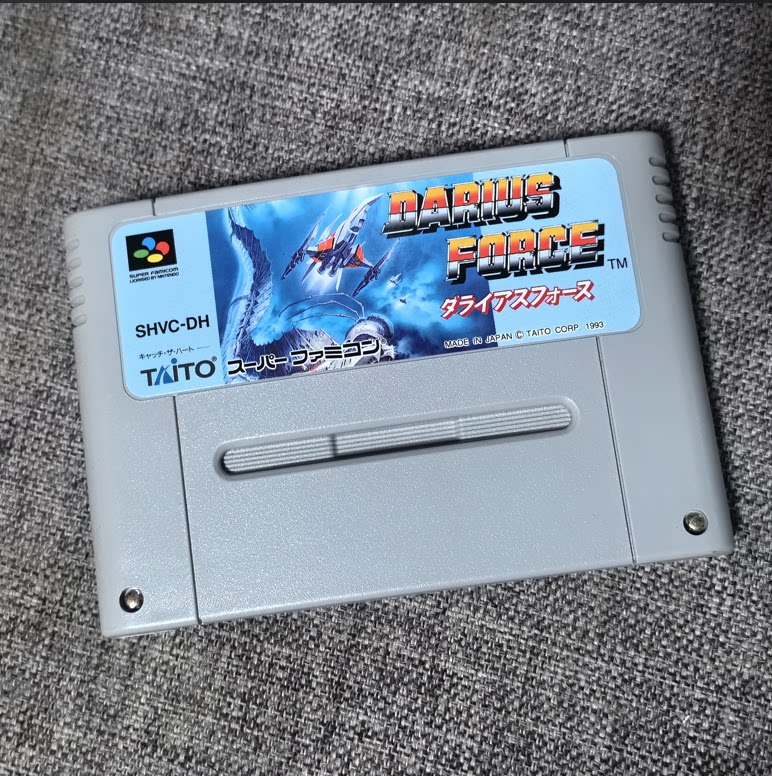 DARIUS
FORCE
TM
ダライアスフォース
SUPER FAMICOM
LICENSED BY NINTENDO
SHVC-DH
キャッチ・ザ・ハート
TAITO®
スーパーファミコン
MADE IN JAPAN © TAITO CORP 1993